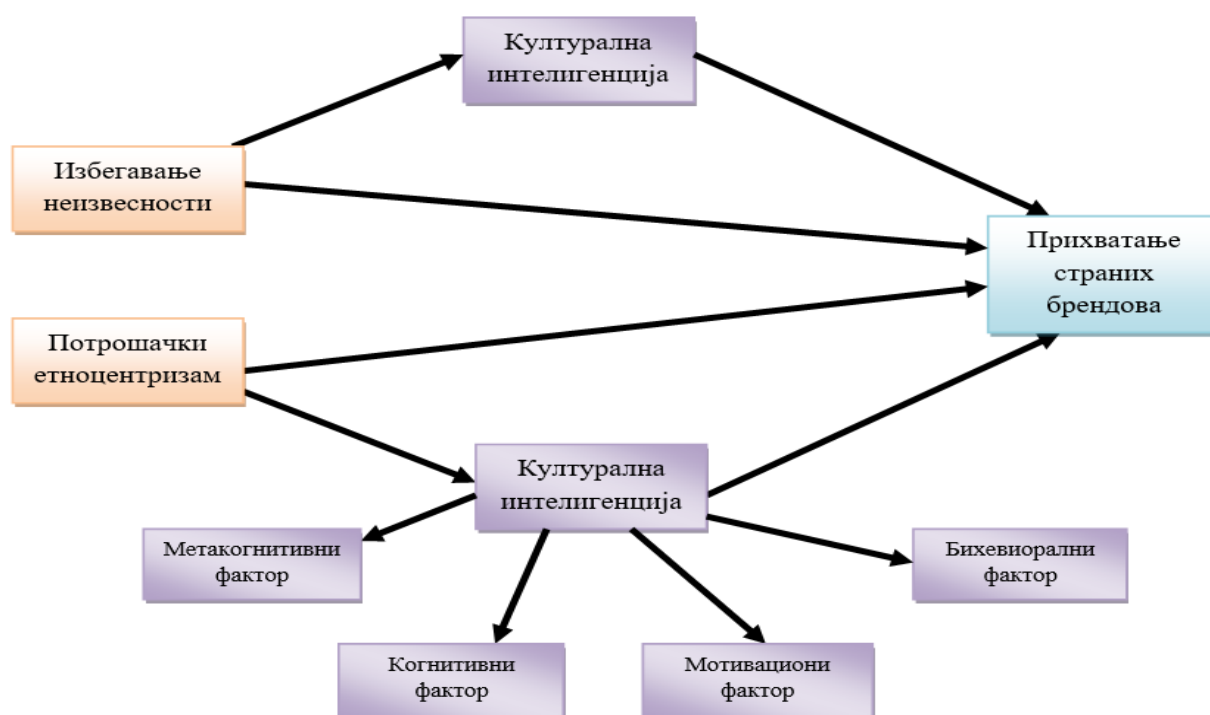 Културална
интелигенција
Избегавање
неизвесности
Прихватање
страних
брендова
Потрошачки
етноцентризам
Културална
интелигенција
Метакогнитивни
фактор
Бихевиорални
фактор
Когнитивни
фактор
Мотивациони
фактор